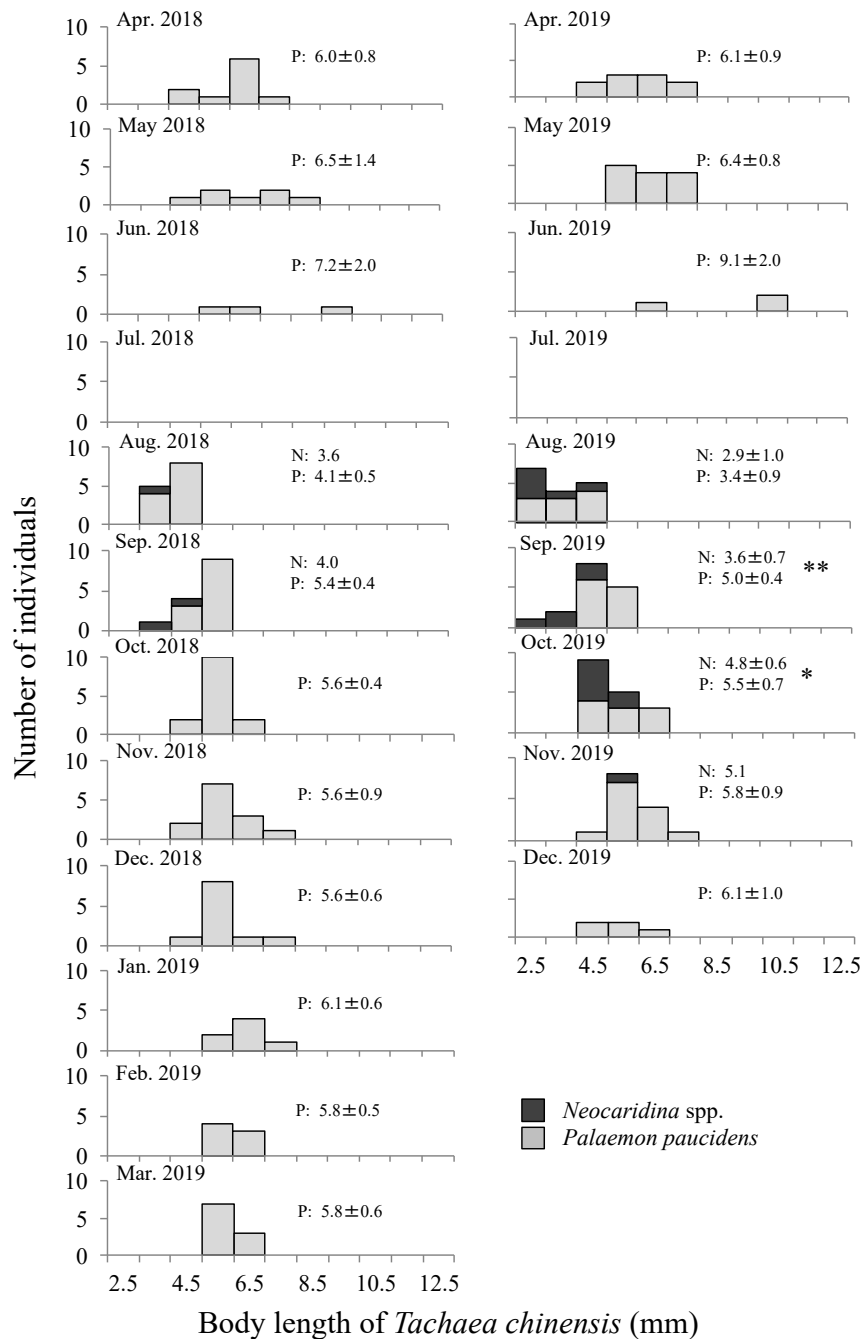 Number of individuals
Apr. 2018
10
5
0
P: 6.0±0.8
May 2018
10
5
0
P: 6.5±1.4
Jun. 2018
10
5
0
P: 7.2±2.0
Jul. 2018
10
5
0
Aug. 2018
10
5
0
N: 3.6
P: 4.1±0.5
Sep. 2018
10
5
0
N: 4.0
P: 5.4±0.4
Oct. 2018
10
5
0
P: 5.6±0.4
Nov. 2018
10
5
0
P: 5.6±0.9
Dec. 2018
10
5
0
P: 5.6±0.6
Jan. 2019
10
5
0
P: 6.1±0.6
Feb. 2019
10
5
0
P: 5.8±0.5
Mar. 2019
10
5
0
P: 5.8±0.6
2.5 4.5 6.5 8.5 10.5 12.5
Apr. 2019
P: 6.1±0.9
May 2019
P: 6.4±0.8
Jun. 2019
P: 9.1±2.0
Jul. 2019
Aug. 2019
N: 2.9±1.0
P: 3.4±0.9
Sep. 2019
N: 3.6±0.7
P: 5.0±0.4
**
Oct. 2019
N: 4.8±0.6
P: 5.5±0.7
*
Nov. 2019
N: 5.1
P: 5.8±0.9
Dec. 2019
P: 6.1±1.0
2.5 4.5 6.5 8.5 10.5 12.5
Neocaridina spp.
Palaemon paucidens
Body length of Tachaea chinensis (mm)